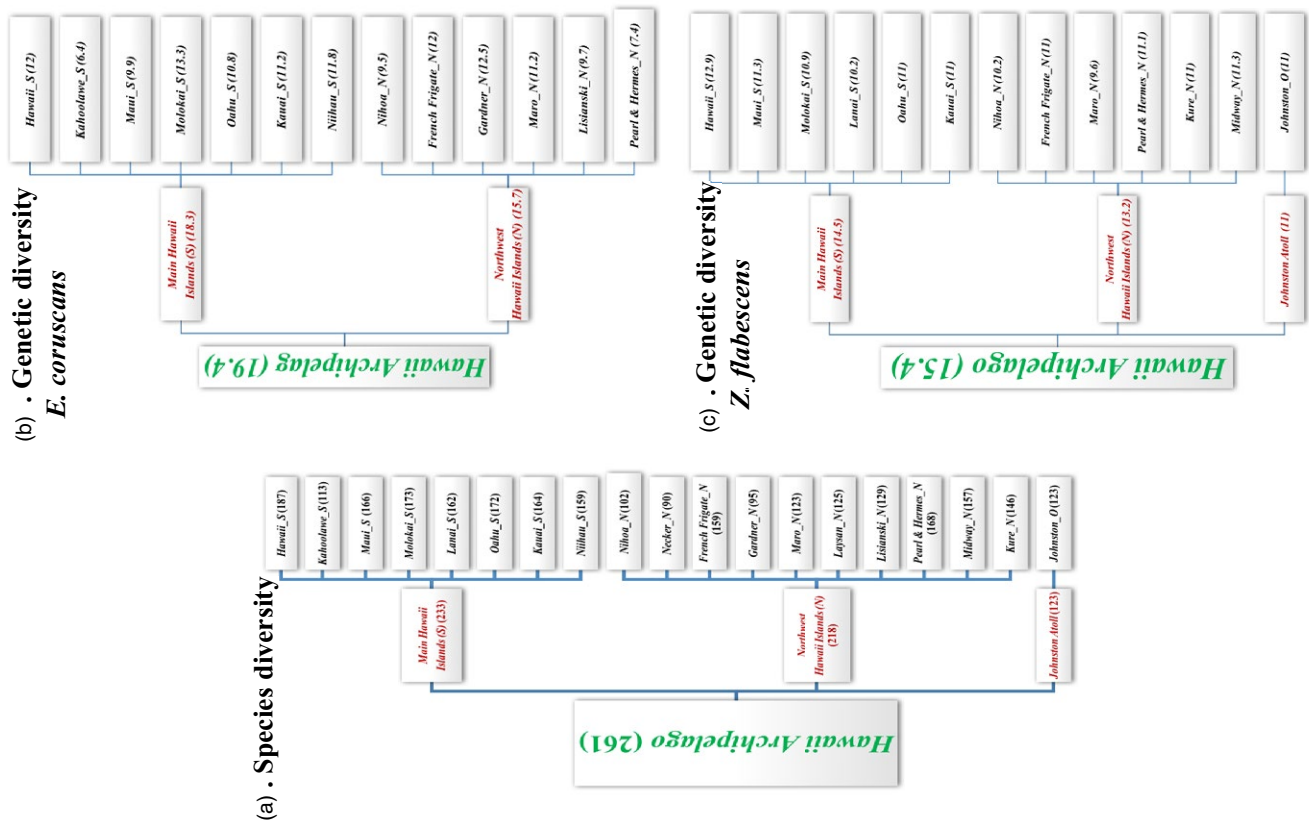 (a) . Species diversity
Hawaii Archipelago (261)
Main Hawaii
Islands (S) (233)
Northwest
Hawaii Islands (N)
(218)
Johnston Atoll (123)
Hawaii_S (187)
Kahoolawe_S (113)
Maui_S (166)
Molokai_S (173)
Lanai_S (162)
Oahu_S (172)
Kauai_S (164)
Niihau_S (159)
Nihoa_N (102)
Necker_N (90)
French Frigate_N
(159)
Gardner_N (95)
Maro_N (123)
Laysan_N (125)
Lisianski_N (129)
Pearl & Hermes_N
(168)
Midway_N (157)
Kure_N (146)
Johnston_O (123)
(b) . Genetic diversity
E. coruscans
Hawaii Archipelag (19.4)
Main Hawaii
Islands (S) (18.3)
Northwest
Hawaii Islands (N) (15.7)
Hawaii_S (12)
Kahoolawe_S (6.4)
Maui_S (9.9)
Molokai_S (13.3)
Oahu_S (10.8)
Kauai_S (11.2)
Niihau_S (11.8)
Nihoa_N (9.5)
French Frigate_N (12)
Gardner_N (12.5)
Maro_N (11.2)
Lisianski_N (9.7)
Pearl & Hermes_N (7.4)
(c) . Genetic diversity
Z. flabescens
Hawaii Archipelago (15.4)
Main Hawaii
Islands (S) (14.5)
Northwest
Hawaii Islands (N) (13.2)
Johnston Atoll (11)
Hawaii_S (12.9)
Maui_S (11.3)
Molokai_S (10.9)
Lanai_S (10.2)
Oahu_S (11)
Kauai_S (11)
Nihoa_N (10.2)
French Frigate_N (11)
Maro_N (9.6)
Pearl & Hermes_N (11.1)
Kure_N (11)
Midway_N (11.3)
Johnston_O (11)